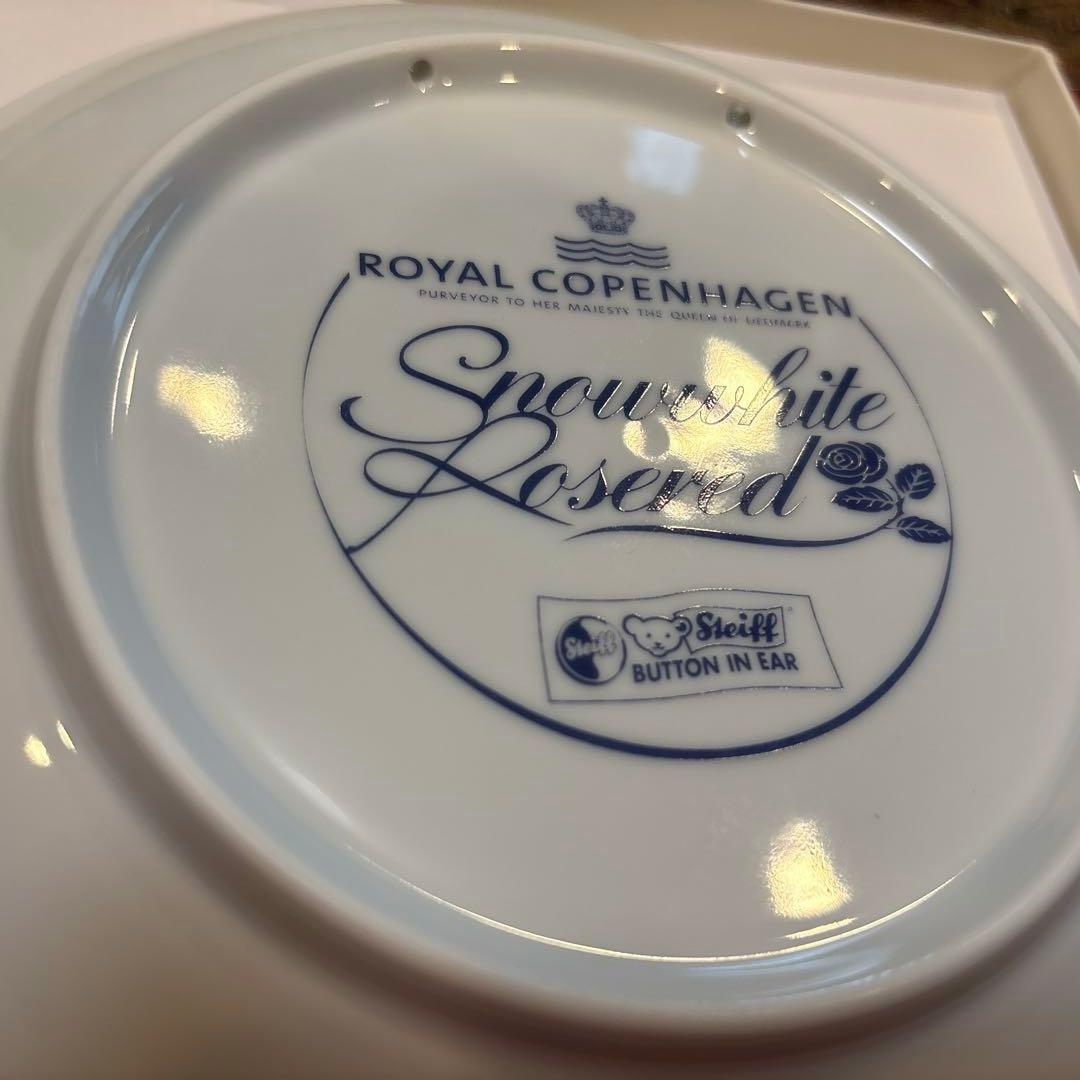 ROYAL COPENHAGEN
PURVEYOR TO HER MAJESTY THE QUEEN OF DENMARK
Snowwhite
Rosered
Steiff
Steiff
BUTTON IN EAR